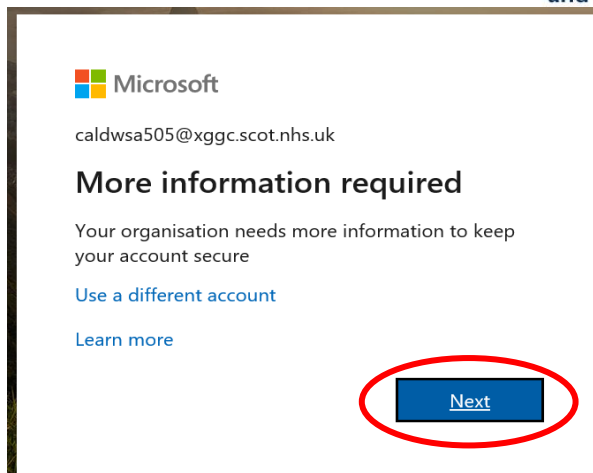 and
Microsoft
caldwsa505@xggc.scot.nhs.uk
More information required
Your organisation needs more information to keep
your account secure
Use a different account
Learn more
Next